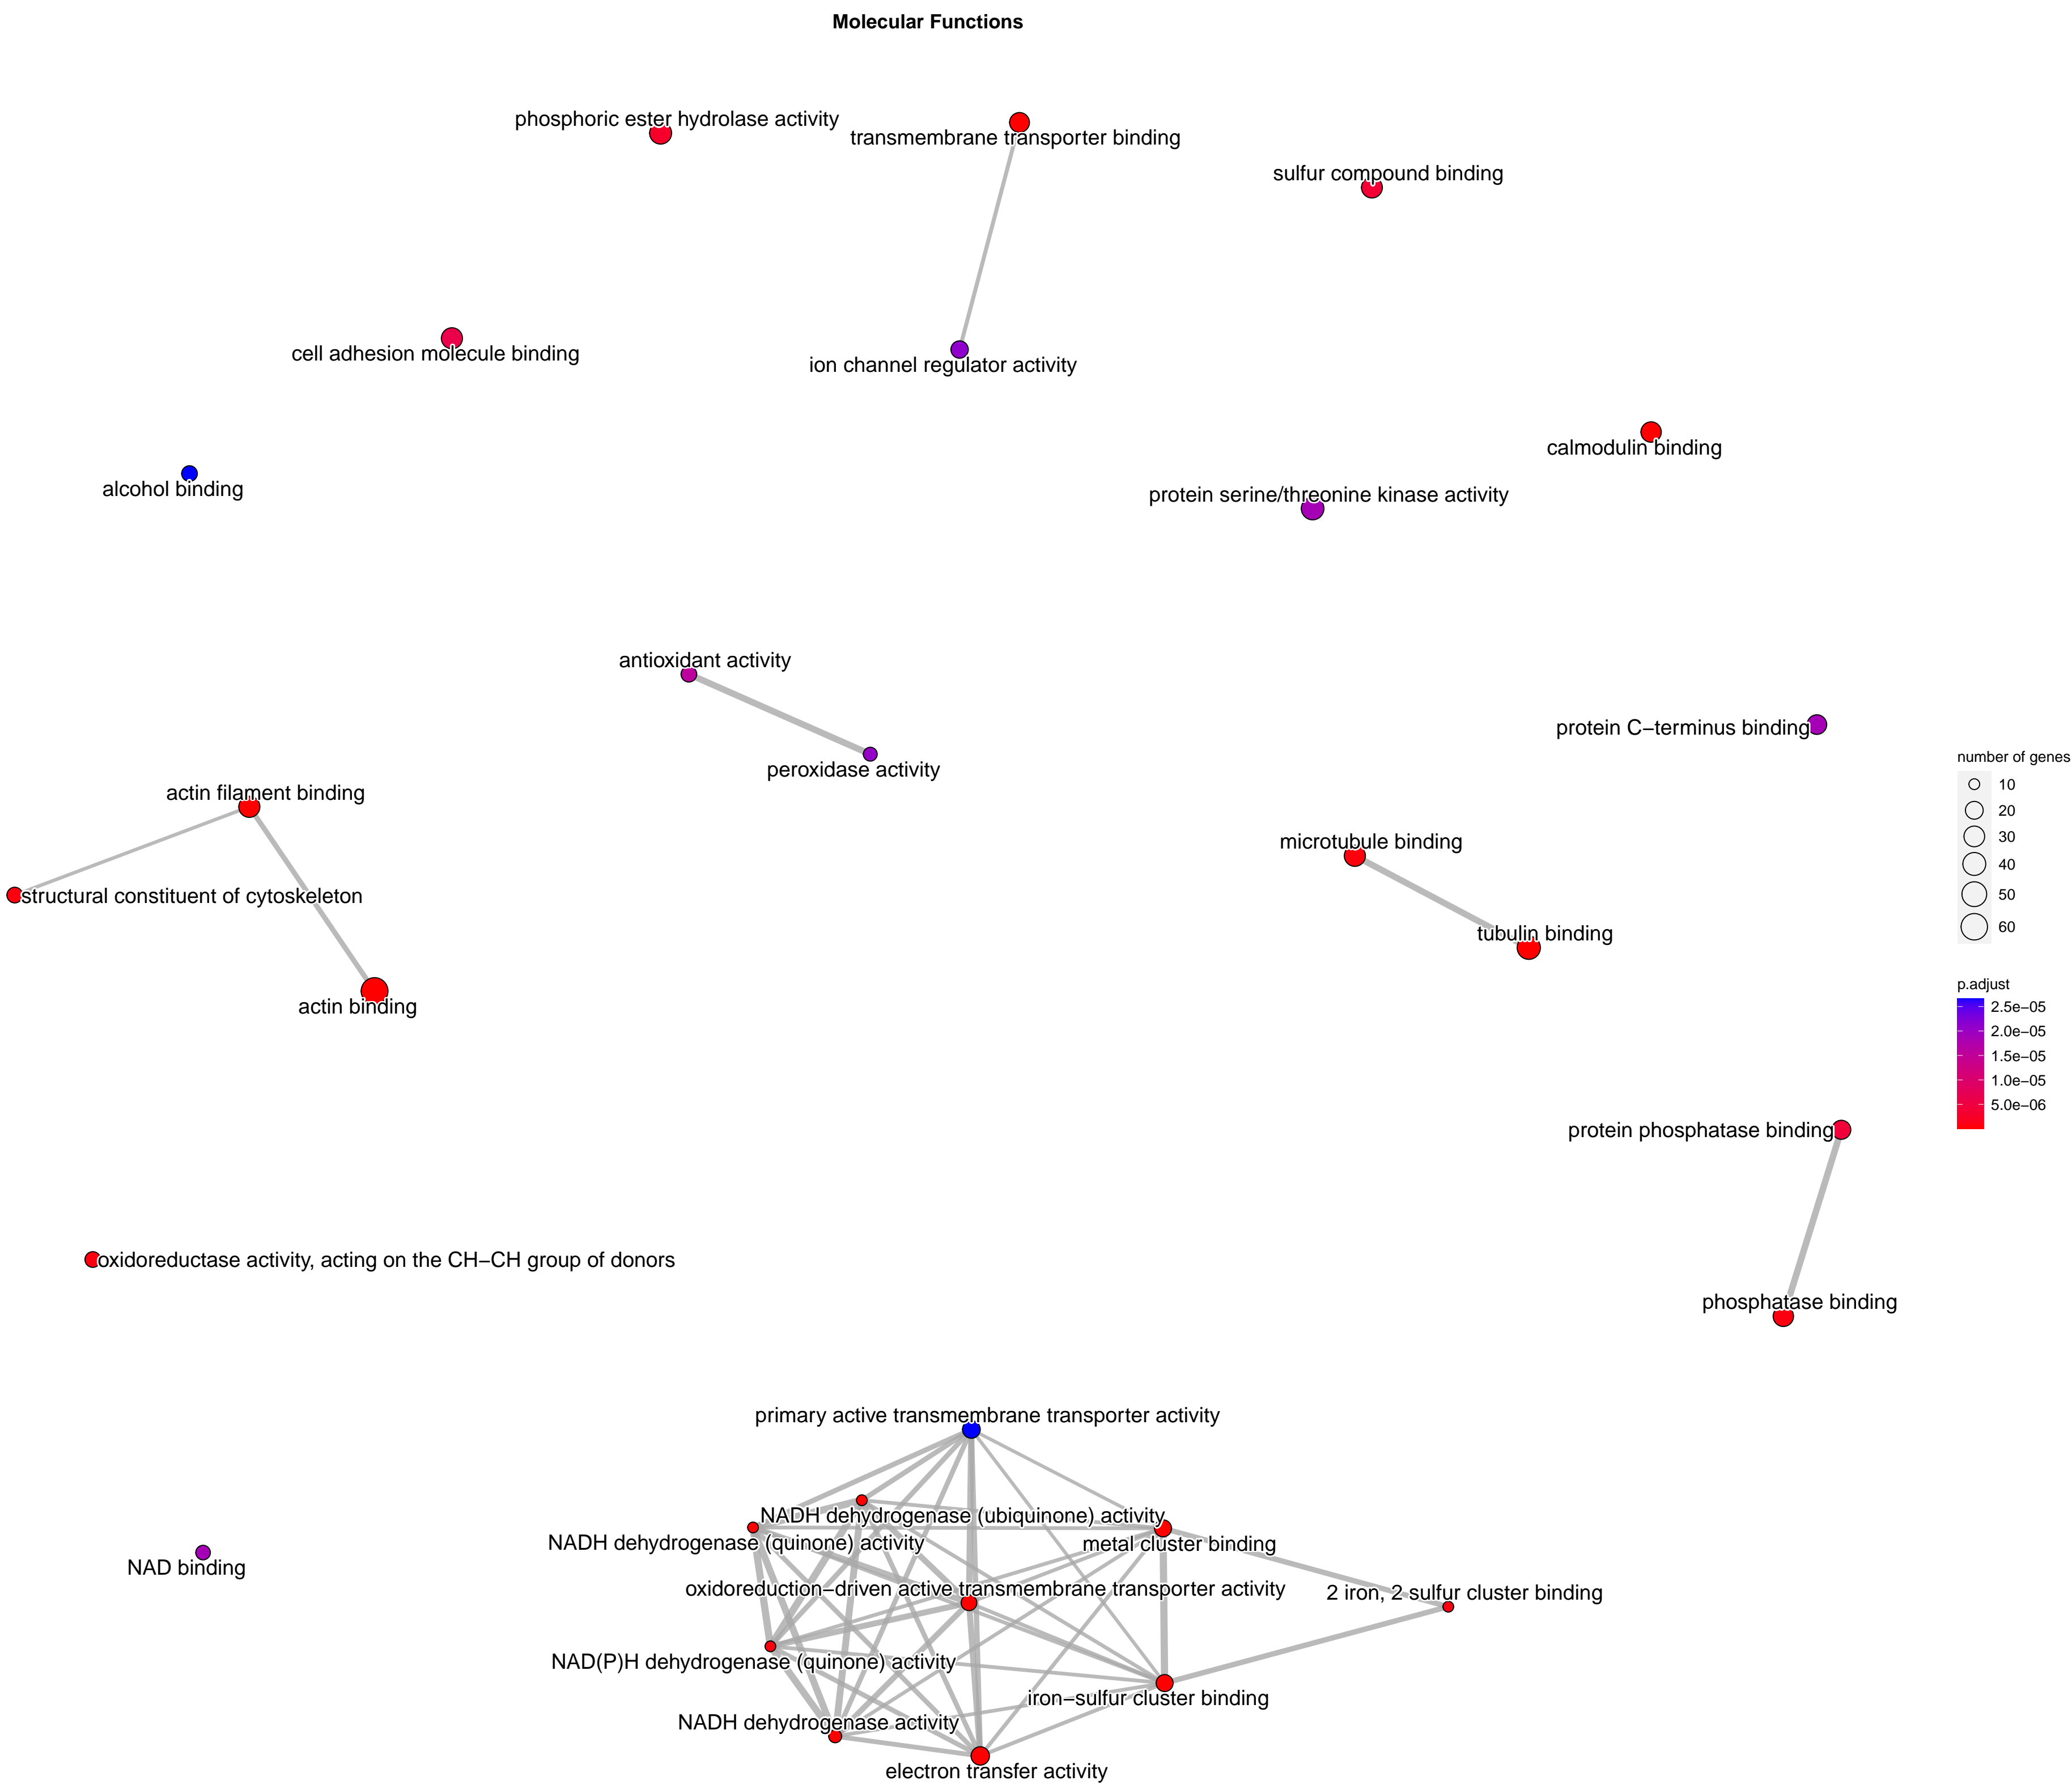 Molecular Functions
phosphoric ester hydrolase activity
transmembrane transporter binding
sulfur compound binding
cell adhesion molecule binding
ion channel regulator activity
calmodulin binding
alcohol binding
protein serine/threonine kinase activity
antioxidant activity
protein C−terminus binding
peroxidase activity
actin filament binding
microtubule binding
structural constituent of cytoskeleton
tubulin binding
actin binding
number of genes
10
20
30
40
50
60
p.adjust
2.5e−05
2.0e−05
1.5e−05
1.0e−05
5.0e−06
protein phosphatase binding
oxidoreductase activity, acting on the CH−CH group of donors
phosphatase binding
primary active transmembrane transporter activity
NADH dehydrogenase (ubiquinone) activity
NADH dehydrogenase (quinone) activity
metal cluster binding
NAD binding
oxidoreduction−driven active transmembrane transporter activity
2 iron, 2 sulfur cluster binding
NAD(P)H dehydrogenase (quinone) activity
iron−sulfur cluster binding
NADH dehydrogenase activity
electron transfer activity